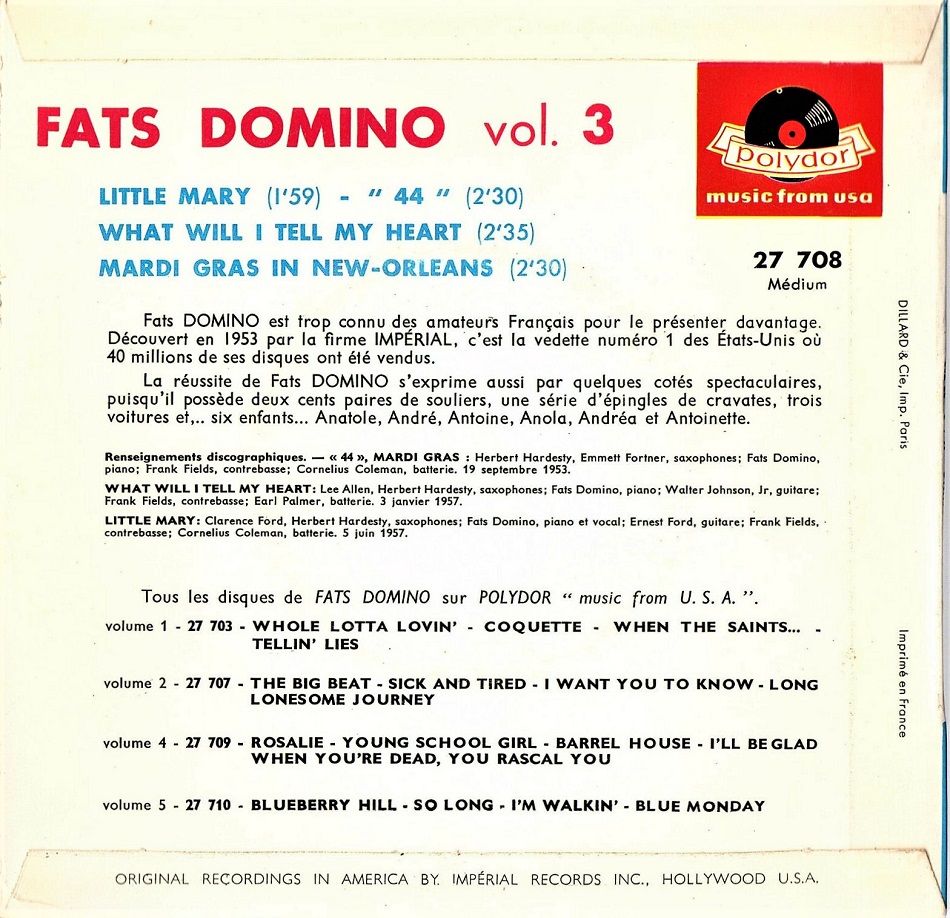 FATS DOMINO vol. 3
polydor
music from usa
LITTLE MARY (1'59) - " 44 " (2'30)
WHAT WILL I TELL MY HEART (2'35)
MARDI GRAS IN NEW-ORLEANS (2'30)
27 708
Médium
Fats DOMINO est trop connu des amateurs Français pour le présenter davantage.
Découvert en 1953 par la firme IMPÉRIAL, c'est la vedette numéro 1 des États-Unis où
40 millions de ses disques ont été vendus.
La réussite de Fats DOMINO s'exprime aussi par quelques cotés spectaculaires,
puisqu'il possède deux cents paires de souliers, une série d'épingles de cravates, trois
voitures et,.. six enfants... Anatole, André, Antoine, Anola, Andréa et Antoinette.
Renseignements discographiques. — « 44 », MARDI GRAS : Herbert Hardesty, Emmett Fortner, saxophones; Fats Domino,
piano; Frank Fields, contrebasse; Cornelius Coleman, batterie. 19 septembre 1953.
WHAT WILL I TELL MY HEART: Lee Allen, Herbert Hardesty, saxophones; Fats Domino, piano; Walter Johnson, Jr, guitare;
Frank Fields, contrebasse; Earl Palmer, batterie. 3 janvier 1957.
LITTLE MARY: Clarence Ford, Herbert Hardesty, saxophones; Fats Domino, piano et vocal; Ernest Ford, guitare; Frank Fields,
contrebasse; Cornelius Coleman, batterie. 5 juin 1957.
Tous les disques de FATS DOMINO sur POLYDOR " music from U. S. A. ".
volume 1 - 27 703 - WHOLE LOTTA LOVIN' - COQUETTE - WHEN THE SAINTS... -
TELLIN' LIES
volume 2 - 27 707 - THE BIG BEAT - SICK AND TIRED - I WANT YOU TO KNOW - LONG
LONESOME JOURNEY
volume 4 - 27 709 - ROSALIE - YOUNG SCHOOL GIRL - BARREL HOUSE - I'LL BE GLAD
WHEN YOU'RE DEAD, YOU RASCAL YOU
volume 5 - 27 710 - BLUEBERRY HILL - SO LONG - I'M WALKIN' - BLUE MONDAY
ORIGINAL RECORDINGS IN AMERICA BY IMPÉRIAL RECORDS INC., HOLLYWOOD U.S.A.
DILLARD & Cie, Imp. Paris
Imprimé en France